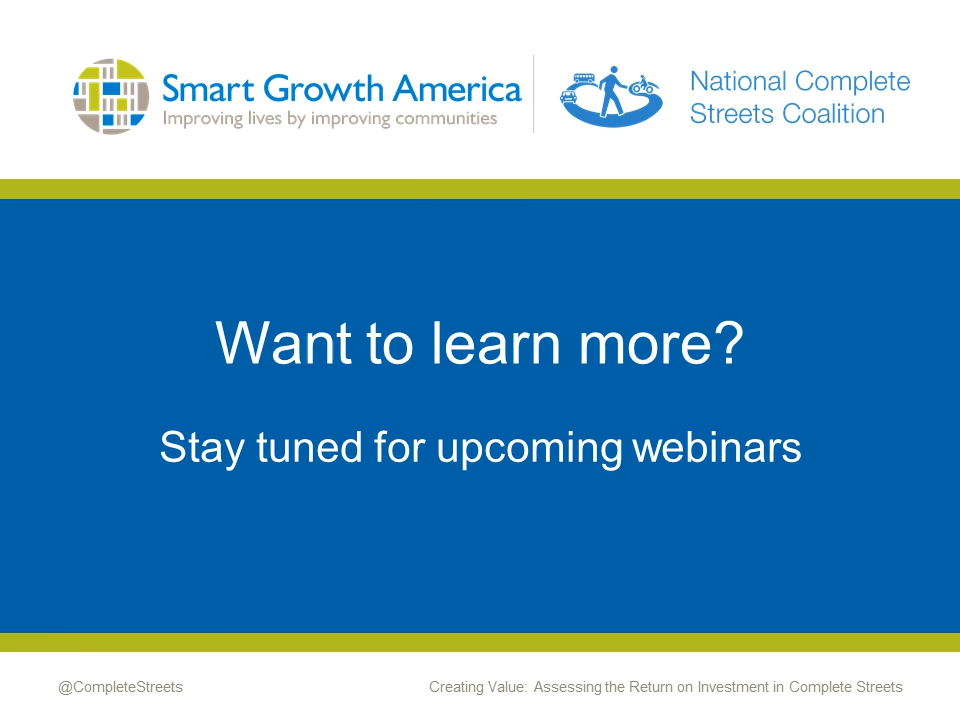 Smart Growth America
Improving lives by improving communities
National Complete
Streets Coalition
Want to learn more?
Stay tuned for upcoming webinars
@CompleteStreets
Creating Value: Assessing the Return on Investment in Complete Streets